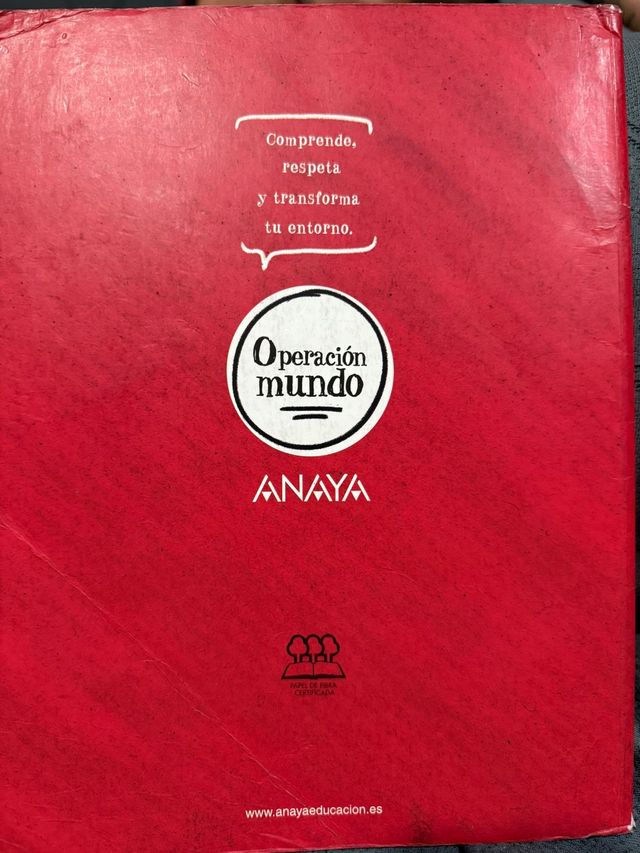 Comprende,
respeta
y transforma
tu entorno.
Operación
mundo
ANAYA
PAPEL DE FIBRA
CERTIFICADA
www.anayaeducacion.es